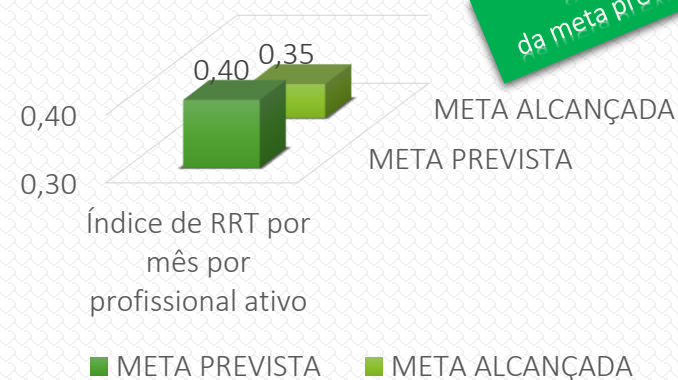 da meta
0,40
0,35
0,40
0,30
META ALCANÇADA
META PREVISTA
Índice de RRT por
mês por
profissional ativo
META PREVISTA
META ALCANÇADA